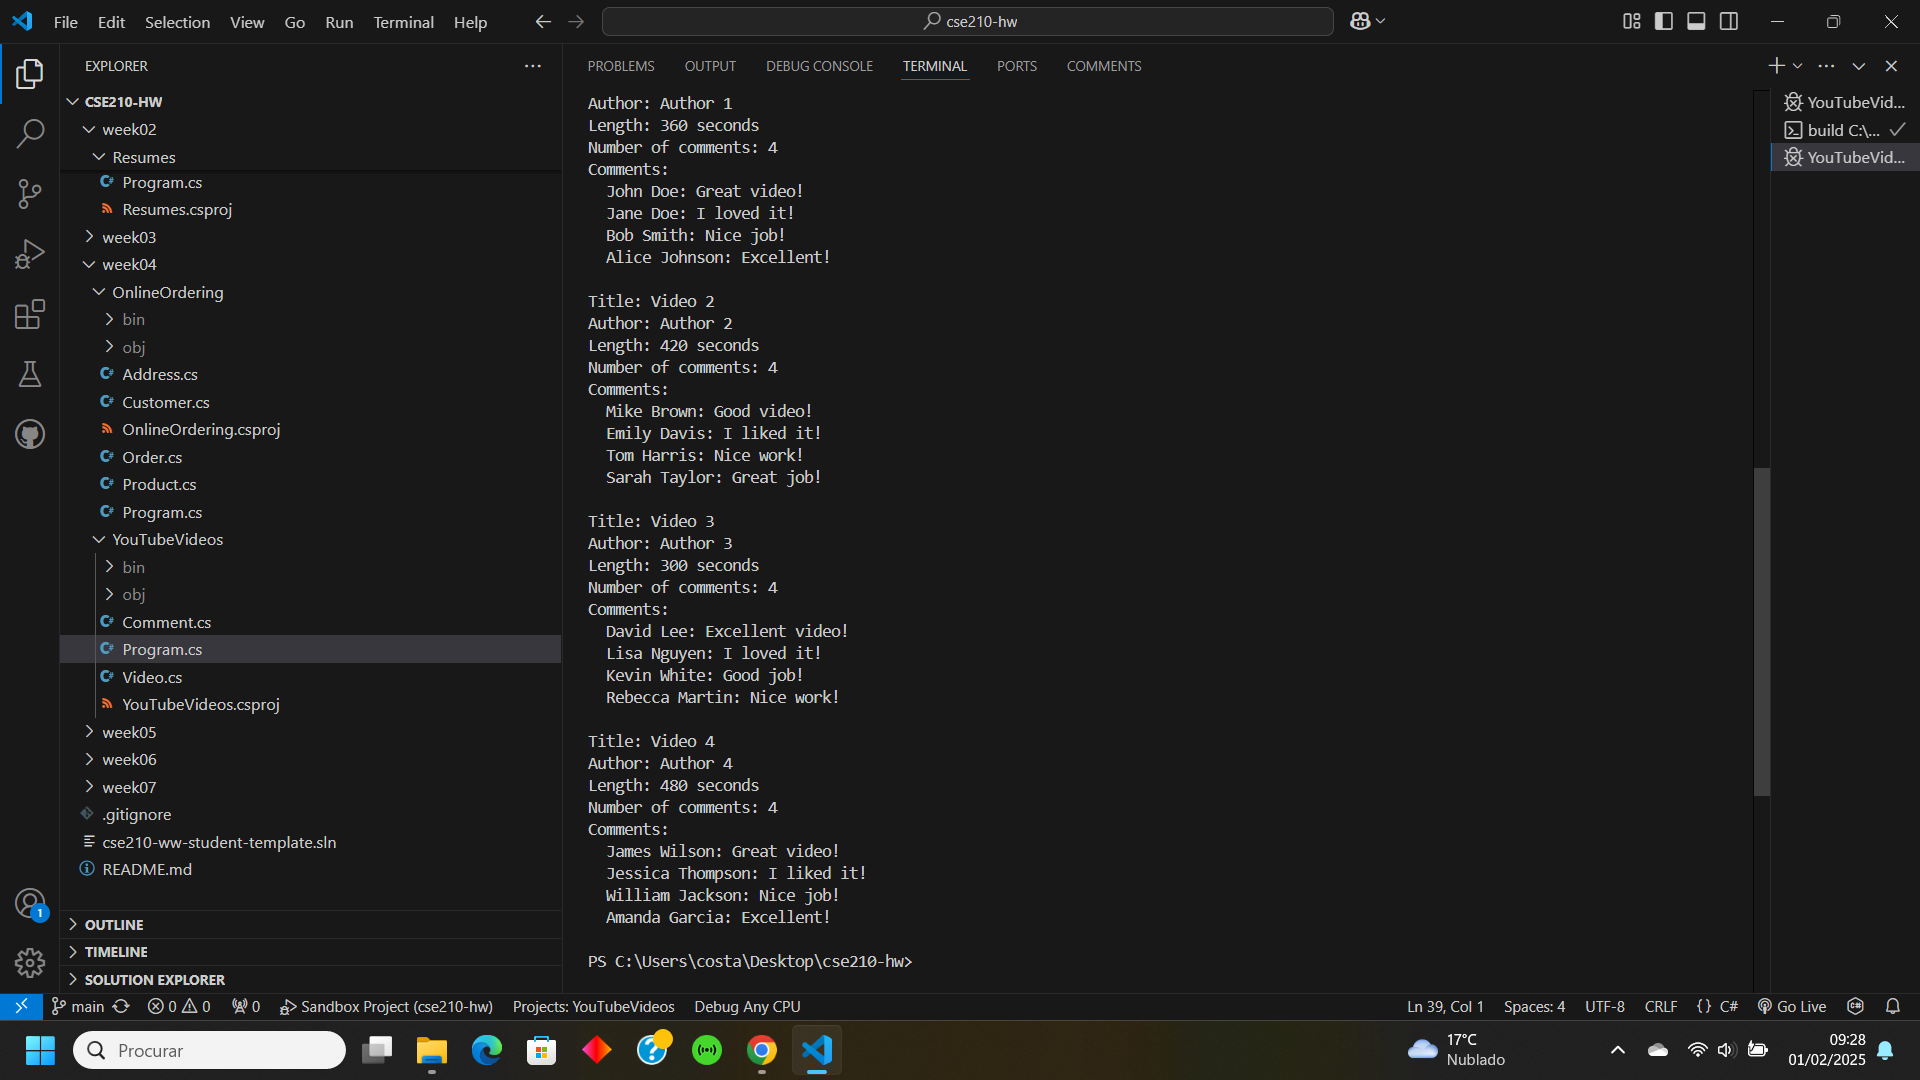 File Edit Selection View Go Run Terminal Help
cse210-hw
EXPLORER
CSE210-HW
week02
Resumes
Program.cs
Resumes.csproj
week03
week04
OnlineOrdering
bin
obj
Address.cs
Customer.cs
OnlineOrdering.csproj
Order.cs
Product.cs
Program.cs
YouTubeVideos
bin
obj
Comment.cs
Program.cs
Video.cs
YouTubeVideos.csproj
week05
week06
week07
.gitignore
cse210-ww-student-template.sln
README.md
OUTLINE
TIMELINE
SOLUTION EXPLORER
PROBLEMS OUTPUT DEBUG CONSOLE TERMINAL PORTS COMMENTS
Author: Author 1
Length: 360 seconds
Number of comments: 4
Comments:
John Doe: Great video!
Jane Doe: I loved it!
Bob Smith: Nice job!
Alice Johnson: Excellent!
Title: Video 2
Author: Author 2
Length: 420 seconds
Number of comments: 4
Comments:
Mike Brown: Good video!
Emily Davis: I liked it!
Tom Harris: Nice work!
Sarah Taylor: Great job!
Title: Video 3
Author: Author 3
Length: 300 seconds
Number of comments: 4
Comments:
David Lee: Excellent video!
Lisa Nguyen: I loved it!
Kevin White: Good job!
Rebecca Martin: Nice work!
Title: Video 4
Author: Author 4
Length: 480 seconds
Number of comments: 4
Comments:
James Wilson: Great video!
Jessica Thompson: I liked it!
William Jackson: Nice job!
Amanda Garcia: Excellent!
PS C:\Users\costa\Desktop\cse210-hw>
YouTubeVid...
build C:\...
YouTubeVid...
1
main 0 0 0 Sandbox Project (cse210-hw) Projects: YouTubeVideos Debug Any CPU
Ln 39, Col 1 Spaces: 4 UTF-8 CRLF {} C# Go Live
Procurar
17°C
Nublado
09:28
01/02/2025